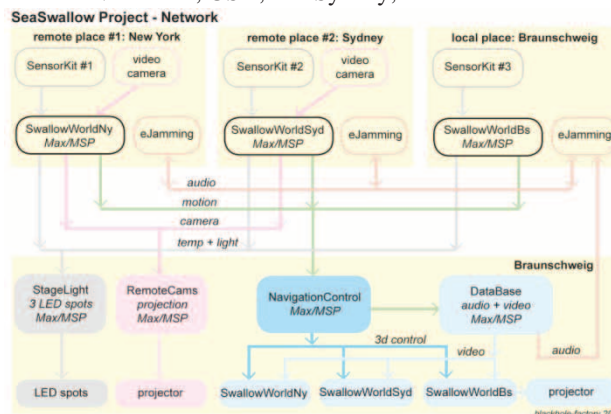 SeaSwallow Project - Network
remote place #1: New York
remote place #2: Sydney
local place: Braunschweig
SensorKit #1
video
camera
SensorKit #2
video
camera
SensorKit #3
SwallowWorldNy
Max/MSP
eJamming
SwallowWorldSyd
Max/MSP
eJamming
SwallowWorldBs
Max/MSP
eJamming
audio
motion
camera
temp + light
Braunschweig
StageLight
3 LED spots
Max/MSP
RemoteCams
projection
Max/MSP
NavigationControl
Max/MSP
DataBase
audio + video
Max/MSP
3d control
video
audio
LED spots
projector
SwallowWorldNy
SwallowWorldSyd
SwallowWorldBs
projector